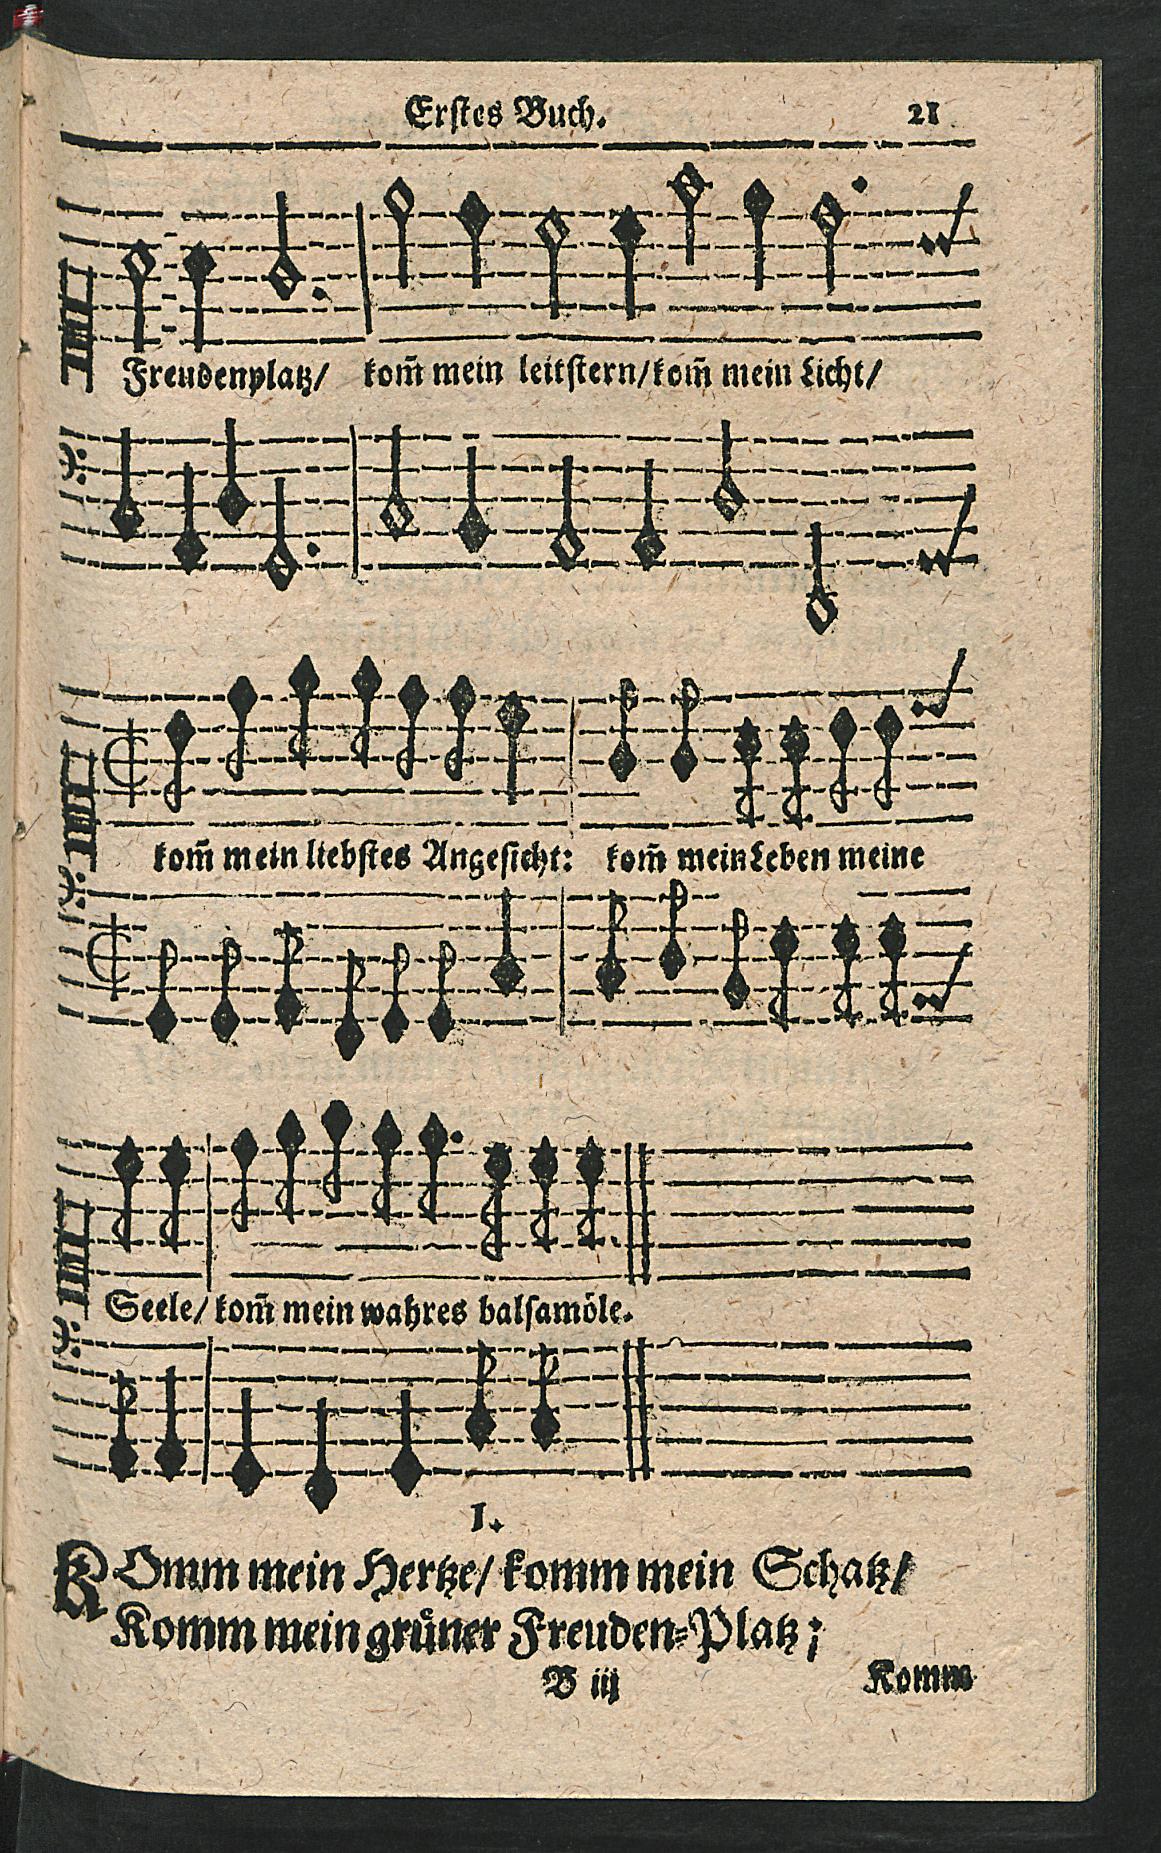 Erstes Buch. 21
Freudenplatz/ kom̃ mein leitstern/kom̃ mein Licht/
kom̃ mein liebstes Angesicht: kom̃ mein Leben meine
Seele/ kom̃ mein wahres balsamöle.
I.
KOmm mein Hertze/ komm mein Schatz/
Komm mein grüner Freuden-Platz;
B iij Komm